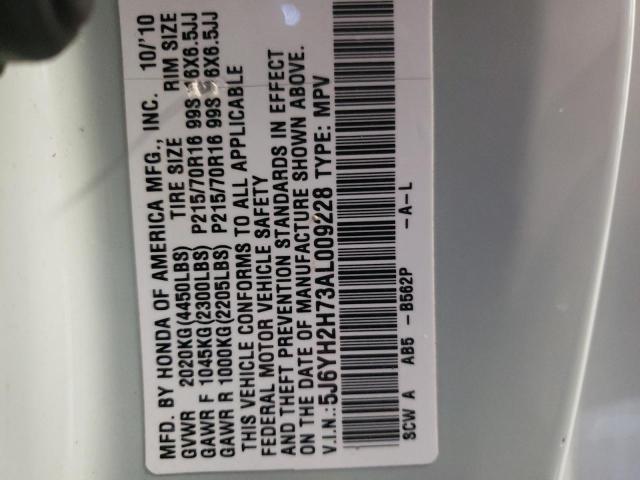 MFD. BY HONDA OF AMERICA MFG., INC. 10/'10
GVWR 2020KG(4450LBS) TIRE SIZE RIM SIZE
GAWR F 1045KG(2300LBS) P215/70R16 99S 16X6.5JJ
GAWR R 1000KG(2205LBS) P215/70R16 99S 16X6.5JJ
THIS VEHICLE CONFORMS TO ALL APPLICABLE
FEDERAL MOTOR VEHICLE SAFETY
AND THEFT PREVENTION STANDARDS IN EFFECT
ON THE DATE OF MANUFACTURE SHOWN ABOVE.
V.I.N.:5J6YH2H73AL009228 TYPE: MPV
SCW A AB5 - B562P - A-L